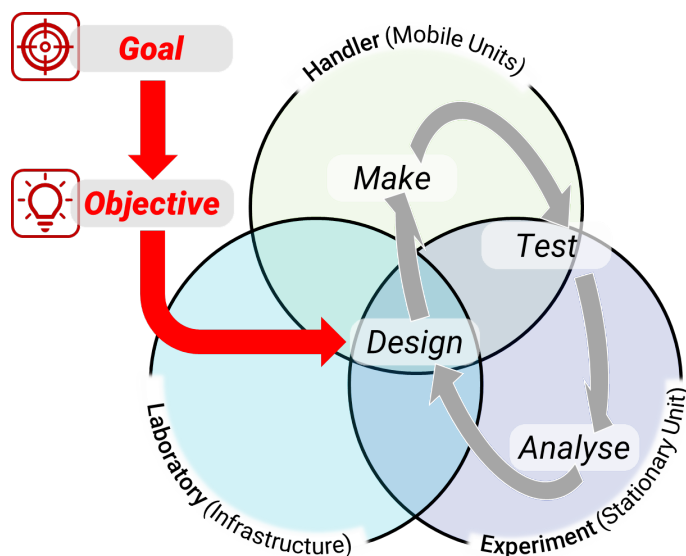 Goal
Handler (Mobile Units)
Objective
Make
Test
Design
Analyse
Laboratory (Infrastructure)
Experiment (Stationary Unit)